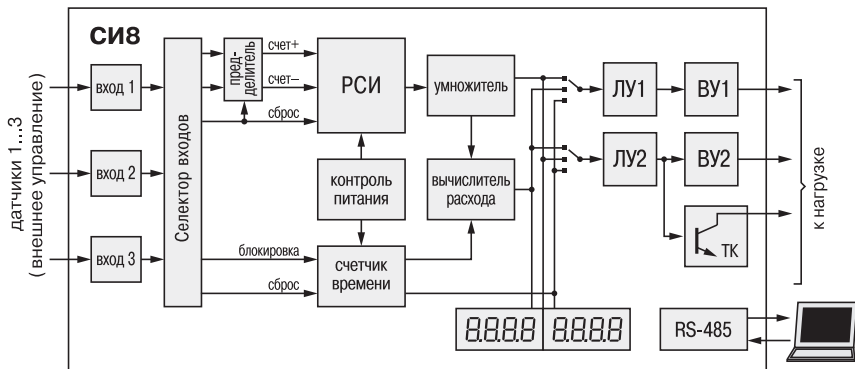 СИ8
датчики 1...3
(внешнее управление)
вход 1
вход 2
вход 3
Селектор входов
пред-
делитель
счет+
счет–
сброс
РСИ
умножитель
контроль
питания
вычислитель
расхода
блокировка
сброс
счетчик
времени
ЛУ1
ВУ1
ЛУ2
ВУ2
ТК
к нагрузке
8.8.8.8 8.8.8.8
RS-485